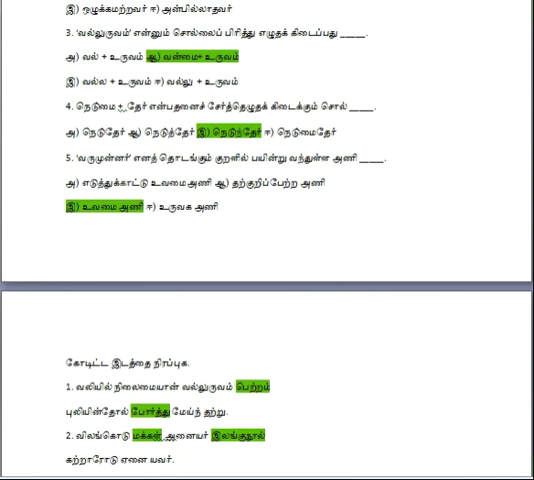 இ) ஒழுக்கமற்றவர் ஈ) அன்பில்லாதவர்
3. ‘வல்லுருவம்’ என்னும் சொல்லைப் பிரித்து எழுதக் கிடைப்பது _____.
அ) வல் + உருவம் ஆ) வன்மை+ உருவம்
இ) வல்ல + உருவம் ஈ) வல்லு + உருவம்
4. நெடுமை + தேர் என்பதனைச் சேர்த்தெழுதக் கிடைக்கும் சொல் _____.
அ) நெடுதேர் ஆ) நெடுத்தேர் இ) நெடுந்தேர் ஈ) நெடுமைதேர்
5. ‘வருமுன்னர்’ எனத் தொடங்கும் குறளில் பயின்று வந்துள்ள அணி _____.
அ) எடுத்துக்காட்டு உவமை அணி ஆ) தற்குறிப்பேற்ற அணி
இ) உவமை அணி ஈ) உருவக அணி
கோடிட்ட இடத்தை நிரப்புக.
1. வலியில் நிலைமையான் வல்லுருவம் பெற்றம்
புலியின்தோல் போர்த்து மேய்ந் தற்று.
2. விலங்கொடு மக்கள் அனையர் இலங்குநூல்
கற்றாரோடு ஏனை யவர்.